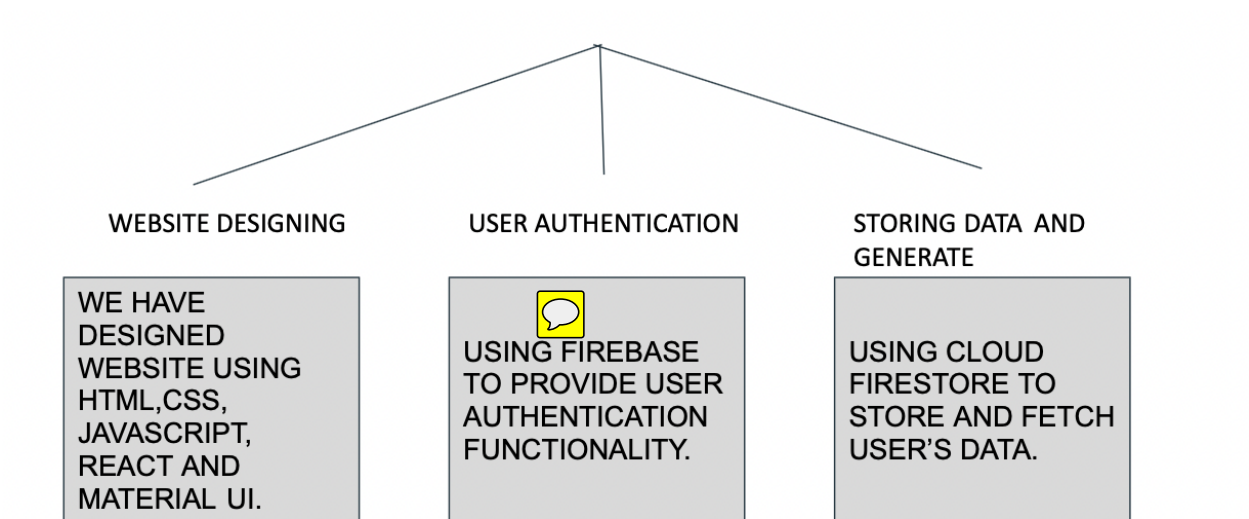 WEBSITE DESIGNING
WE HAVE
DESIGNED
WEBSITE USING
HTML,CSS,
JAVASCRIPT,
REACT AND
MATERIAL UI.
USER AUTHENTICATION
USING FIREBASE
TO PROVIDE USER
AUTHENTICATION
FUNCTIONALITY.
STORING DATA  AND
GENERATE
USING CLOUD
FIRESTORE TO
STORE AND FETCH
USER’S DATA.